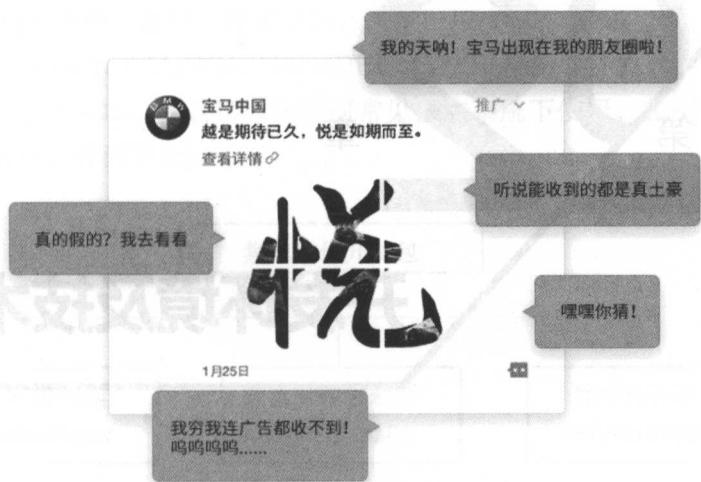 我的天呐！宝马出现在我的朋友圈啦！
BMW
宝马中国
推广
越是期待已久，悦是如期而至。
查看详情
听说能收到的都是真土豪
真的假的？我去看看
悦
嘿嘿你猜！
1月25日
我穷我连广告都收不到！
呜呜呜呜......